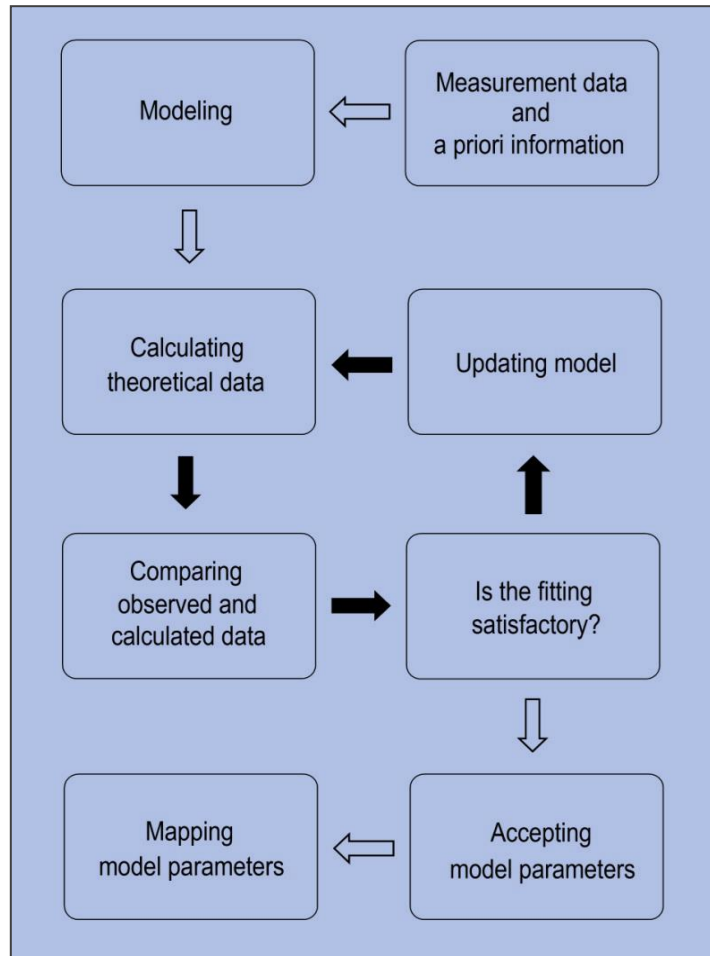 Modeling
Measurement data
and
a priori information
Calculating
theoretical data
Updating model
Comparing
observed and
calculated data
Is the fitting
satisfactory?
Mapping
model parameters
Accepting
model parameters